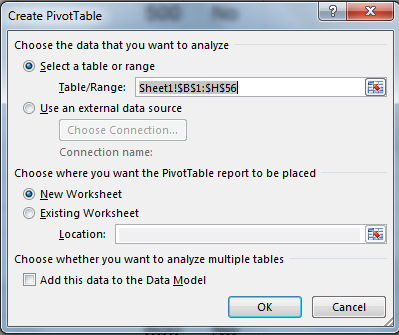 500 No
Create PivotTable
Choose the data that you want to analyze
Select a table or range
Table/Range: Sheet1!$B$1:$H$56
Use an external data source
Choose Connection...
Connection name:
Choose where you want the PivotTable report to be placed
New Worksheet
Existing Worksheet
Location:
Choose whether you want to analyze multiple tables
Add this data to the Data Model
OK Cancel